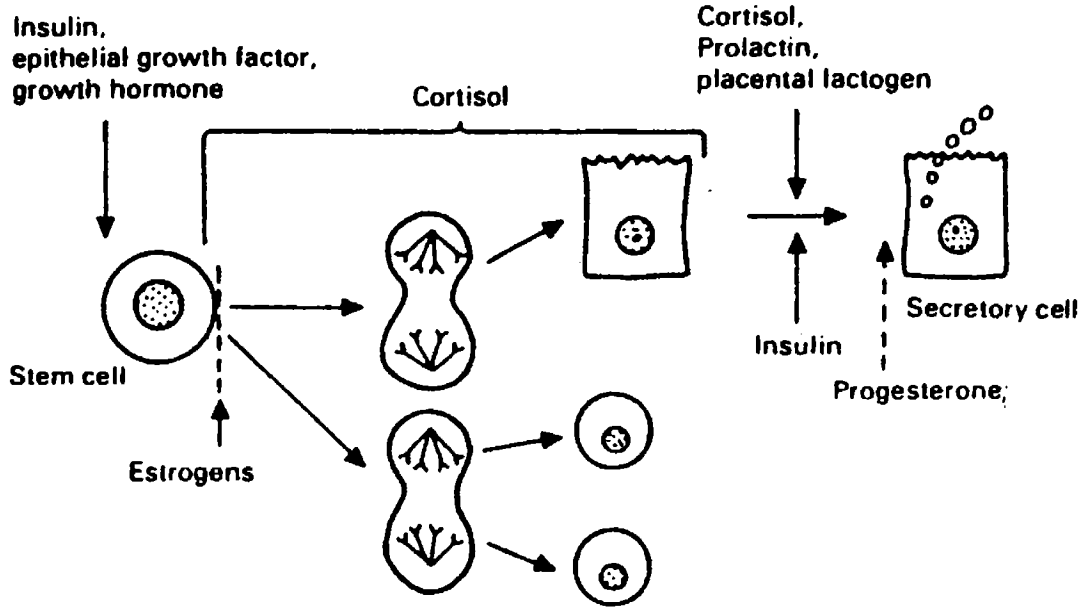 Insulin,
epithelial growth factor,
growth hormone
Cortisol
Cortisol,
Prolactin,
placental lactogen
Stem cell
Estrogens
Insulin
Secretory cell
Progesterone;